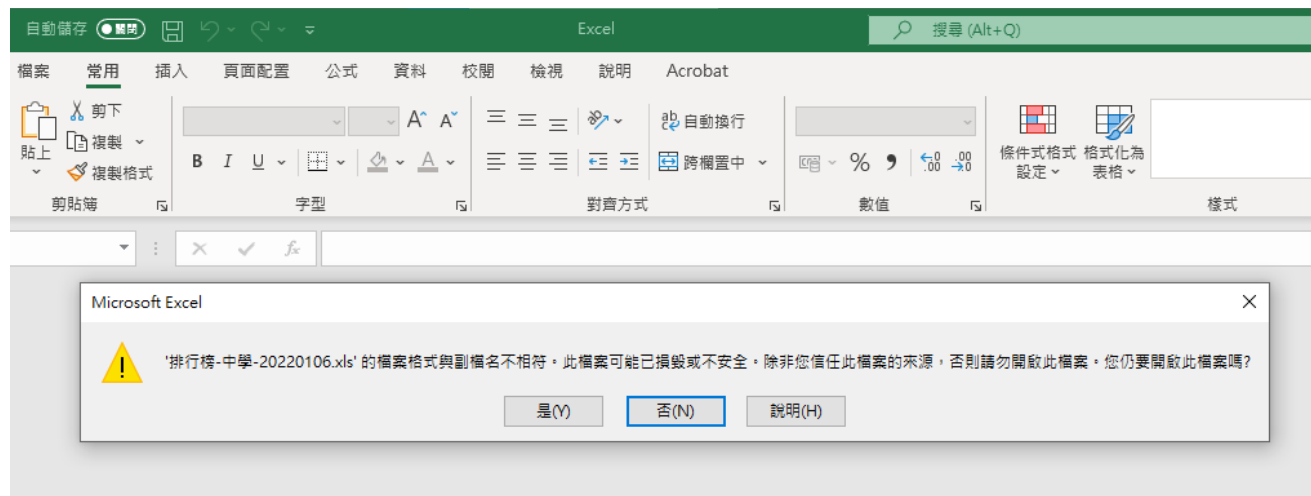 自動儲存 關閉 Excel 搜尋 (Alt+Q)
檔案 常用 插入 頁面配置 公式 資料 校閱 檢視 說明 Acrobat
貼上 剪下 複製 複製格式
B I U A A A ab c 自動換行 跨欄置中 % 條件式格式設定 格式化為表格
剪貼簿 字型 對齊方式 數值 樣式
fx
Microsoft Excel
'排行榜-中學-20220106.xls' 的檔案格式與副檔名不相符。此檔案可能已損毀或不安全。除非您信任此檔案的來源，否則請勿開啟此檔案。您仍要開啟此檔案嗎?
是(Y) 否(N) 說明(H)